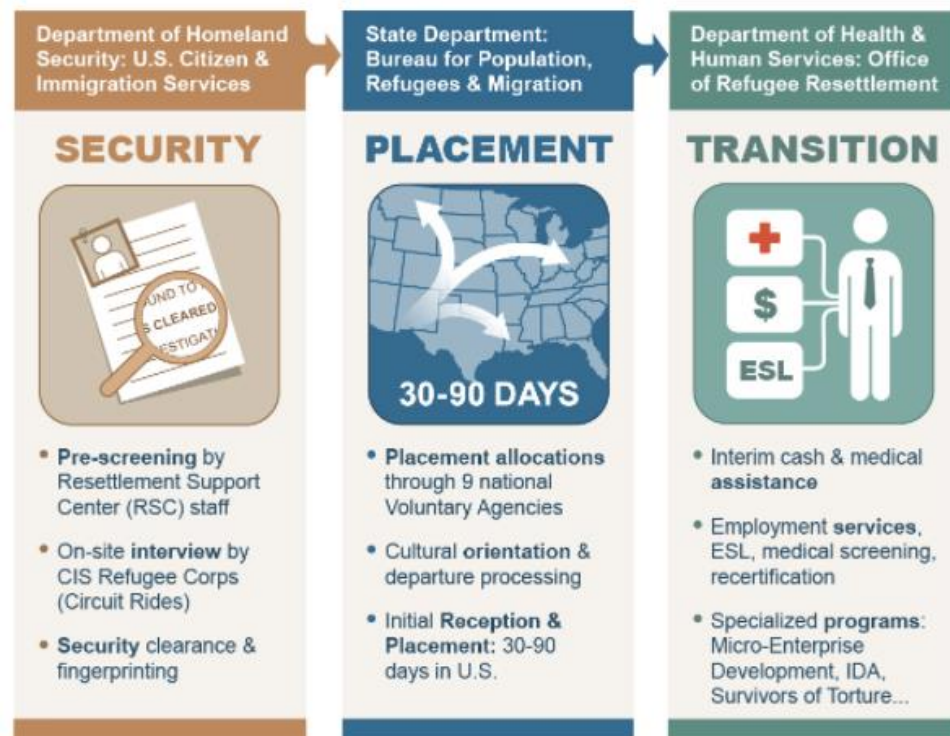 Department of Homeland
Security: U.S. Citizen &
Immigration Services
SECURITY
OUND TO
S CLEARED
ESTIGAT
• Pre-screening by
Resettlement Support
Center (RSC) staff
• On-site interview by
CIS Refugee Corps
(Circuit Rides)
• Security clearance &
fingerprinting
State Department:
Bureau for Population,
Refugees & Migration
PLACEMENT
30-90 DAYS
• Placement allocations
through 9 national
Voluntary Agencies
• Cultural orientation &
departure processing
• Initial Reception &
Placement: 30-90
days in U.S.
Department of Health &
Human Services: Office
of Refugee Resettlement
TRANSITION
$
ESL
• Interim cash & medical
assistance
• Employment services,
ESL, medical screening,
recertification
• Specialized programs:
Micro-Enterprise
Development, IDA,
Survivors of Torture...